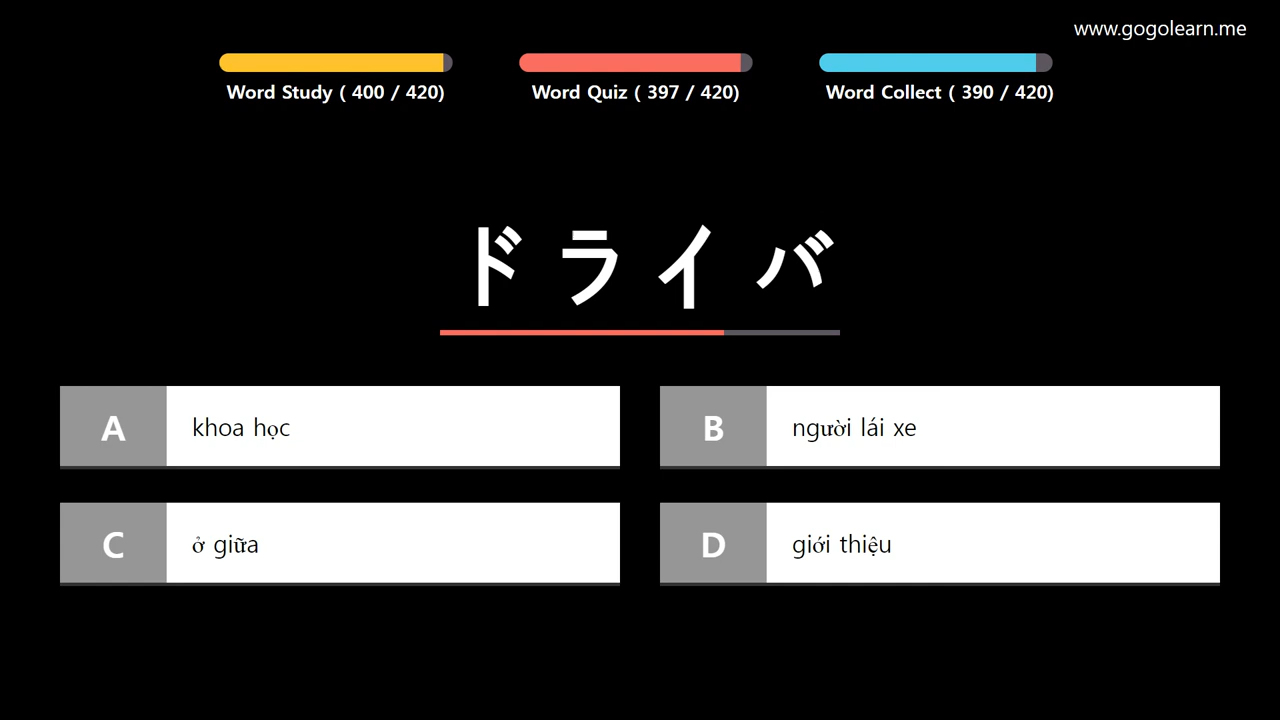 www.gogolearn.me
Word Study ( 400 / 420)
Word Quiz ( 397 / 420)
Word Collect ( 390 / 420)
ドライバ
A khoa học
B người lái xe
C ở giữa
D giới thiệu